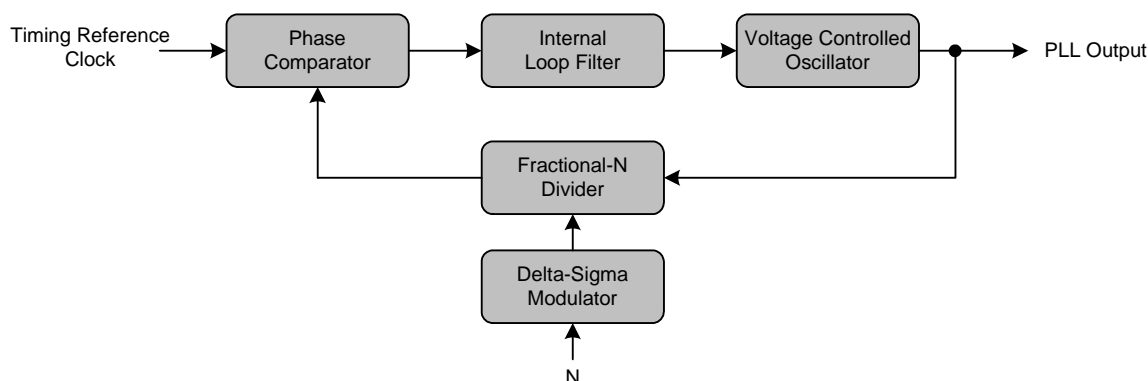 Timing Reference
Clock
Phase
Comparator
Internal
Loop Filter
Voltage Controlled
Oscillator
PLL Output
Fractional-N
Divider
Delta-Sigma
Modulator
N